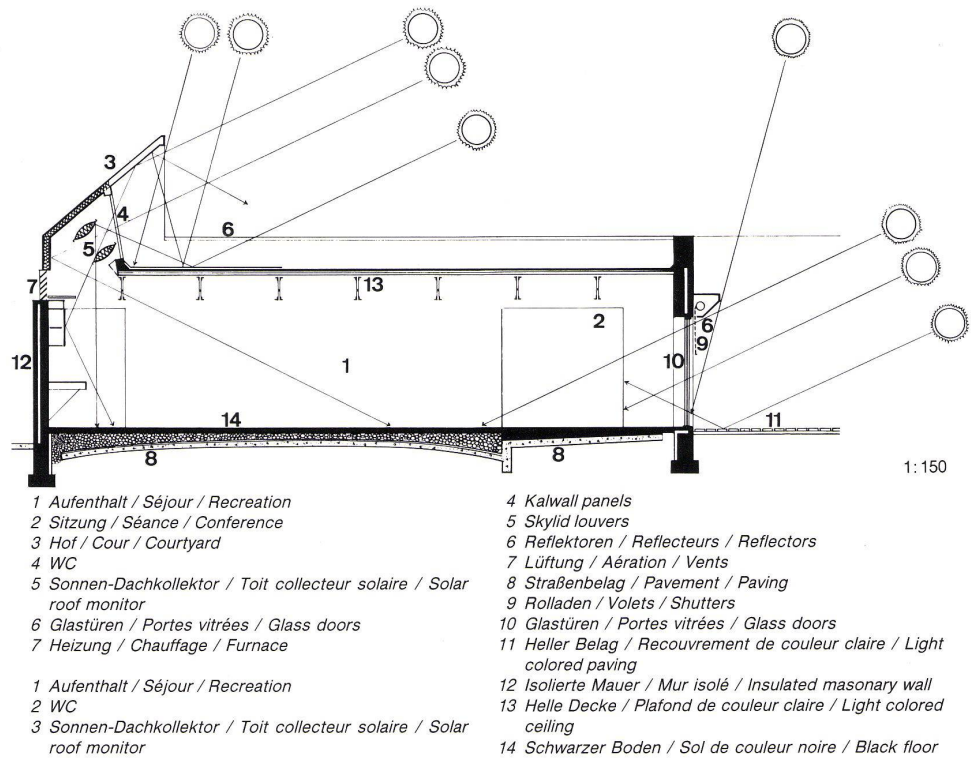 3
4
6
5
7
13
2
6
9
12
1
10
14
11
8
8
1:150
1 Aufenthalt / Séjour / Recreation
2 Sitzung / Séance / Conference
3 Hof / Cour / Courtyard
4 WC
5 Sonnen-Dachkollektor / Toit collecteur solaire / Solar
roof monitor
6 Glastüren / Portes vitrées / Glass doors
7 Heizung / Chauffage / Furnace
1 Aufenthalt / Séjour / Recreation
2 WC
3 Sonnen-Dachkollektor / Toit collecteur solaire / Solar
roof monitor
4 Kalwall panels
5 Skylid louvers
6 Reflektoren / Reflecteurs / Reflectors
7 Lüftung / Aération / Vents
8 Straßenbelag / Pavement / Paving
9 Rolladen / Volets / Shutters
10 Glastüren / Portes vitrées / Glass doors
11 Heller Belag / Recouvrement de couleur claire / Light
colored paving
12 Isolierte Mauer / Mur isolé / Insulated masonary wall
13 Helle Decke / Plafond de couleur claire / Light colored
ceiling
14 Schwarzer Boden / Sol de couleur noire / Black floor